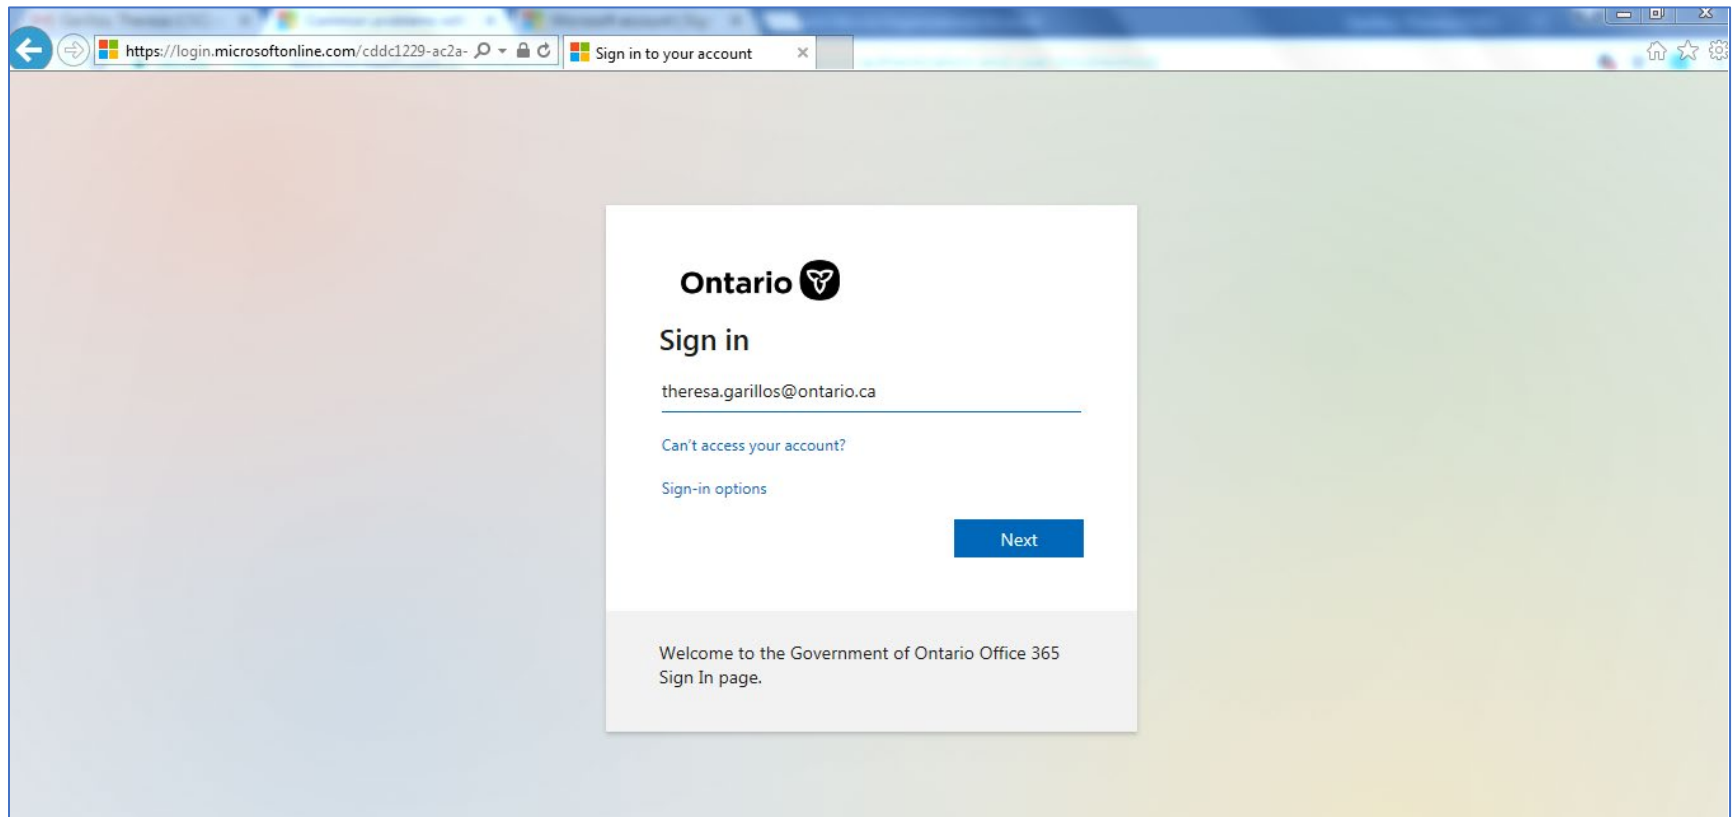 https://login.microsoftonline.com/cddc1229-ac2a-
Sign in to your account
Ontario
Sign in
theresa.garillos@ontario.ca
Can't access your account?
Sign-in options
Next
Welcome to the Government of Ontario Office 365
Sign In page.